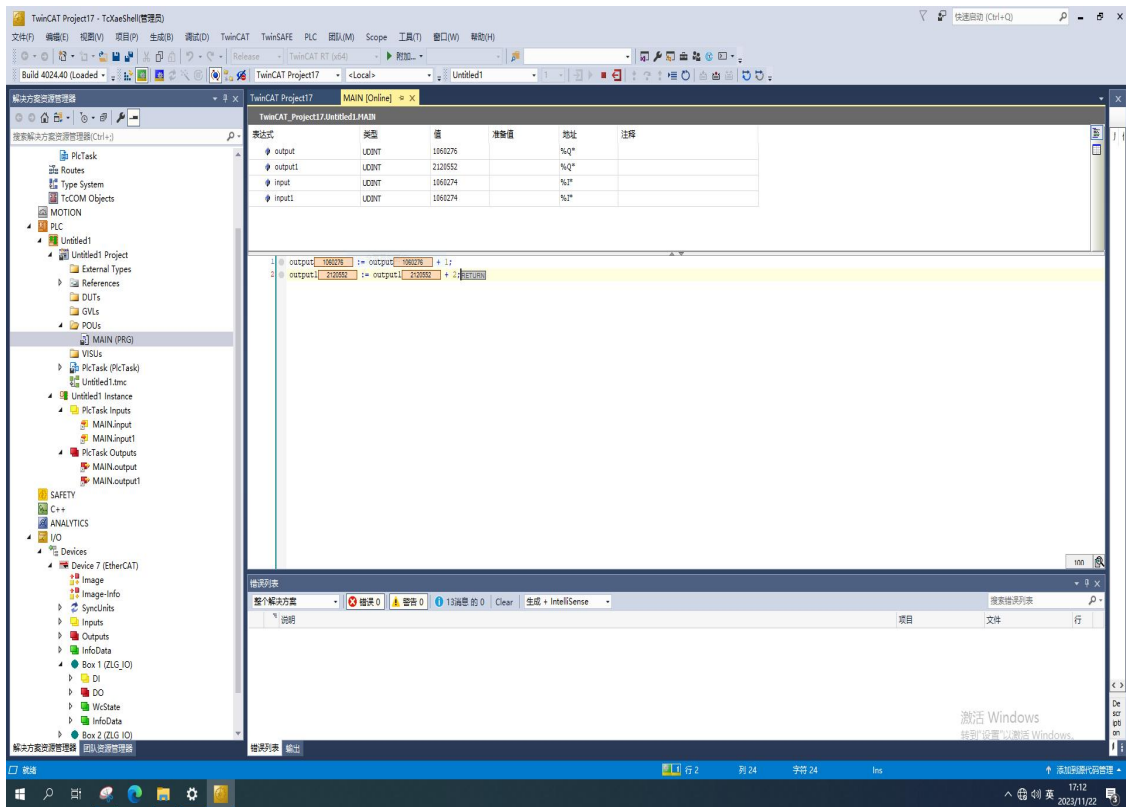 TwinCAT Project17 - TcXaeShell(管理员)
快速启动 (Ctrl+Q)
文件(F) 编辑(E) 视图(V) 项目(P) 生成(B) 调试(D) TwinCAT TwinSAFE PLC 团队(M) Scope 工具(T) 窗口(W) 帮助(H)
Release TwinCAT RT (x64) 附加...
Build 4024.40 (Loaded TwinCAT Project17 <Local> Untitled1 1
解决方案资源管理器
TwinCAT Project17 MAIN [Online]
搜索解决方案资源管理器(Ctrl+;)
PlcTask
Routes
Type System
TcCOM Objects
MOTION
PLC
Untitled1
Untitled1 Project
External Types
References
DUTs
GVLs
POUs
MAIN (PRG)
VISUs
PlcTask (PlcTask)
Untitled1.tmc
Untitled1 Instance
PlcTask Inputs
MAIN.input
MAIN.input1
PlcTask Outputs
MAIN.output
MAIN.output1
SAFETY
C++
ANALYTICS
I/O
Devices
Device 7 (EtherCAT)
Image
Image-Info
SyncUnits
Inputs
Outputs
InfoData
Box 1 (ZLG_IO)
DI
DO
WcState
InfoData
Box 2 (ZLG IO)
解决方案资源管理器 团队资源管理器
TwinCAT_Project17.Untitled1.MAIN
表达式 类型 值 准备值 地址 注释
output UDINT 1060276 %Q*
output1 UDINT 2120552 %Q*
input UDINT 1060274 %I*
input1 UDINT 1060274 %I*
1 output 1060276 := output 1060276 + 1;
2 output1 2120552 := output1 2120552 + 2;RETURN
100
错误列表
整个解决方案 错误 0 警告 0 13消息 的 0 Clear 生成 + IntelliSense 搜索错误列表
说明 项目 文件 行
激活 Windows
转到"设置"以激活 Windows。
De
scr
ipti
on
错误列表 输出
就绪 行 2 列 24 字符 24 Ins 添加到源代码管理
英 17:12
2023/11/22
3